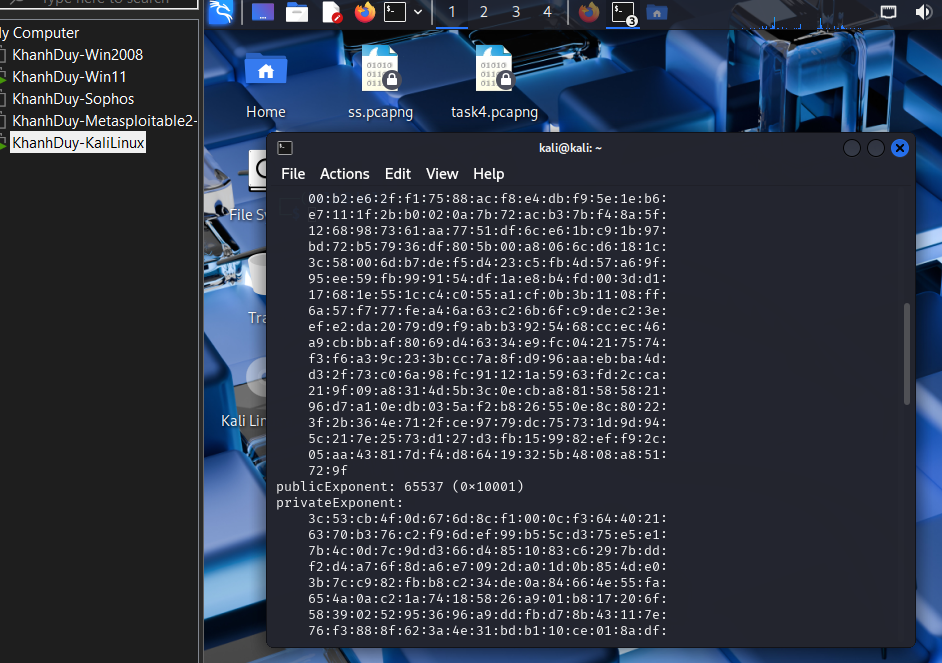 Type here to search
y Computer
KhanhDuy-Win2008
KhanhDuy-Win11
KhanhDuy-Sophos
KhanhDuy-Metasploitable2-
KhanhDuy-KaliLinux
1 2 3 4
3
Home
ss.pcapng
task4.pcapng
File Sy
Tra
Kali Lin
kali@kali: ~
File Actions Edit View Help
00:b2:e6:2f:f1:75:88:ac:f8:e4:db:f9:5e:1e:b6:
e7:11:1f:2b:b0:02:0a:7b:72:ac:b3:7b:f4:8a:5f:
12:68:98:73:61:aa:77:51:df:6c:e6:1b:c9:1b:97:
bd:72:b5:79:36:df:80:5b:00:a8:06:6c:d6:18:1c:
3c:58:00:6d:b7:de:f5:d4:23:c5:fb:4d:57:a6:9f:
95:ee:59:fb:99:91:54:df:1a:e8:b4:fd:00:3d:d1:
17:68:1e:55:1c:c4:c0:55:a1:cf:0b:3b:11:08:ff:
6a:57:f7:77:fe:a4:6a:63:c2:6b:6f:c9:de:c2:3e:
ef:e2:da:20:79:d9:f9:ab:b3:92:54:68:cc:ec:46:
a9:cb:bb:af:80:69:d4:63:34:e9:fc:04:21:75:74:
f3:f6:a3:9c:23:3b:cc:7a:8f:d9:96:aa:eb:ba:4d:
d3:2f:73:c0:6a:98:fc:91:12:1a:59:63:fd:2c:ca:
21:9f:09:a8:31:4d:5b:3c:0e:cb:a8:81:58:58:21:
96:d7:a1:0e:db:03:5a:f2:b8:26:55:0e:8c:80:22:
3f:2b:36:4e:71:2f:ce:97:79:dc:75:73:1d:9d:94:
5c:21:7e:25:73:d1:27:d3:fb:15:99:82:ef:f9:2c:
05:aa:43:81:7d:f4:d8:64:19:32:5b:48:08:a8:51:
72:9f
publicExponent: 65537 (0×10001)
privateExponent:
3c:53:cb:4f:0d:67:6d:8c:f1:00:0c:f3:64:40:21:
63:70:b3:76:c2:f9:6d:ef:99:b5:5c:d3:75:e5:e1:
7b:4c:0d:7c:9d:d3:66:d4:85:10:83:c6:29:7b:dd:
f2:d4:a7:6f:8d:a6:e7:09:2d:a0:1d:0b:85:4d:e0:
3b:7c:c9:82:fb:b8:c2:34:de:0a:84:66:4e:55:fa:
65:4a:0a:c2:1a:74:18:58:26:a9:01:b8:17:20:6f:
58:39:02:52:95:36:96:a9:dd:fb:d7:8b:43:11:7e:
76:f3:88:8f:62:3a:4e:31:bd:b1:10:ce:01:8a:df: